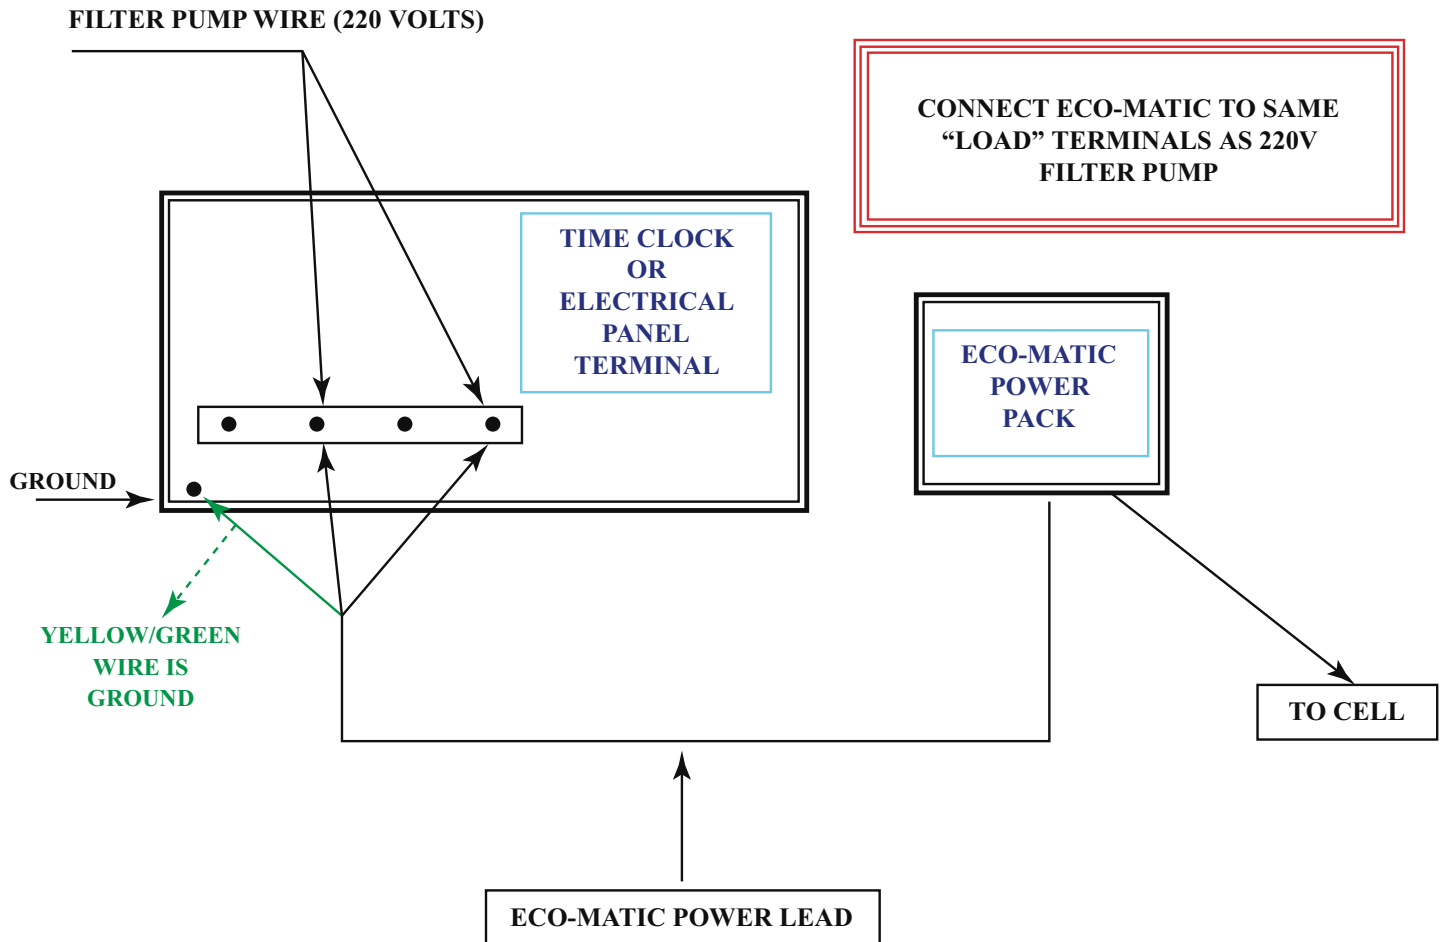 FILTER PUMP WIRE (220 VOLTS)
CONNECT ECO-MATIC TO SAME
“LOAD” TERMINALS AS 220V
FILTER PUMP
TIME CLOCK
OR
ELECTRICAL
PANEL
TERMINAL
ECO-MATIC
POWER
PACK
GROUND
YELLOW/GREEN
WIRE IS
GROUND
TO CELL
ECO-MATIC POWER LEAD